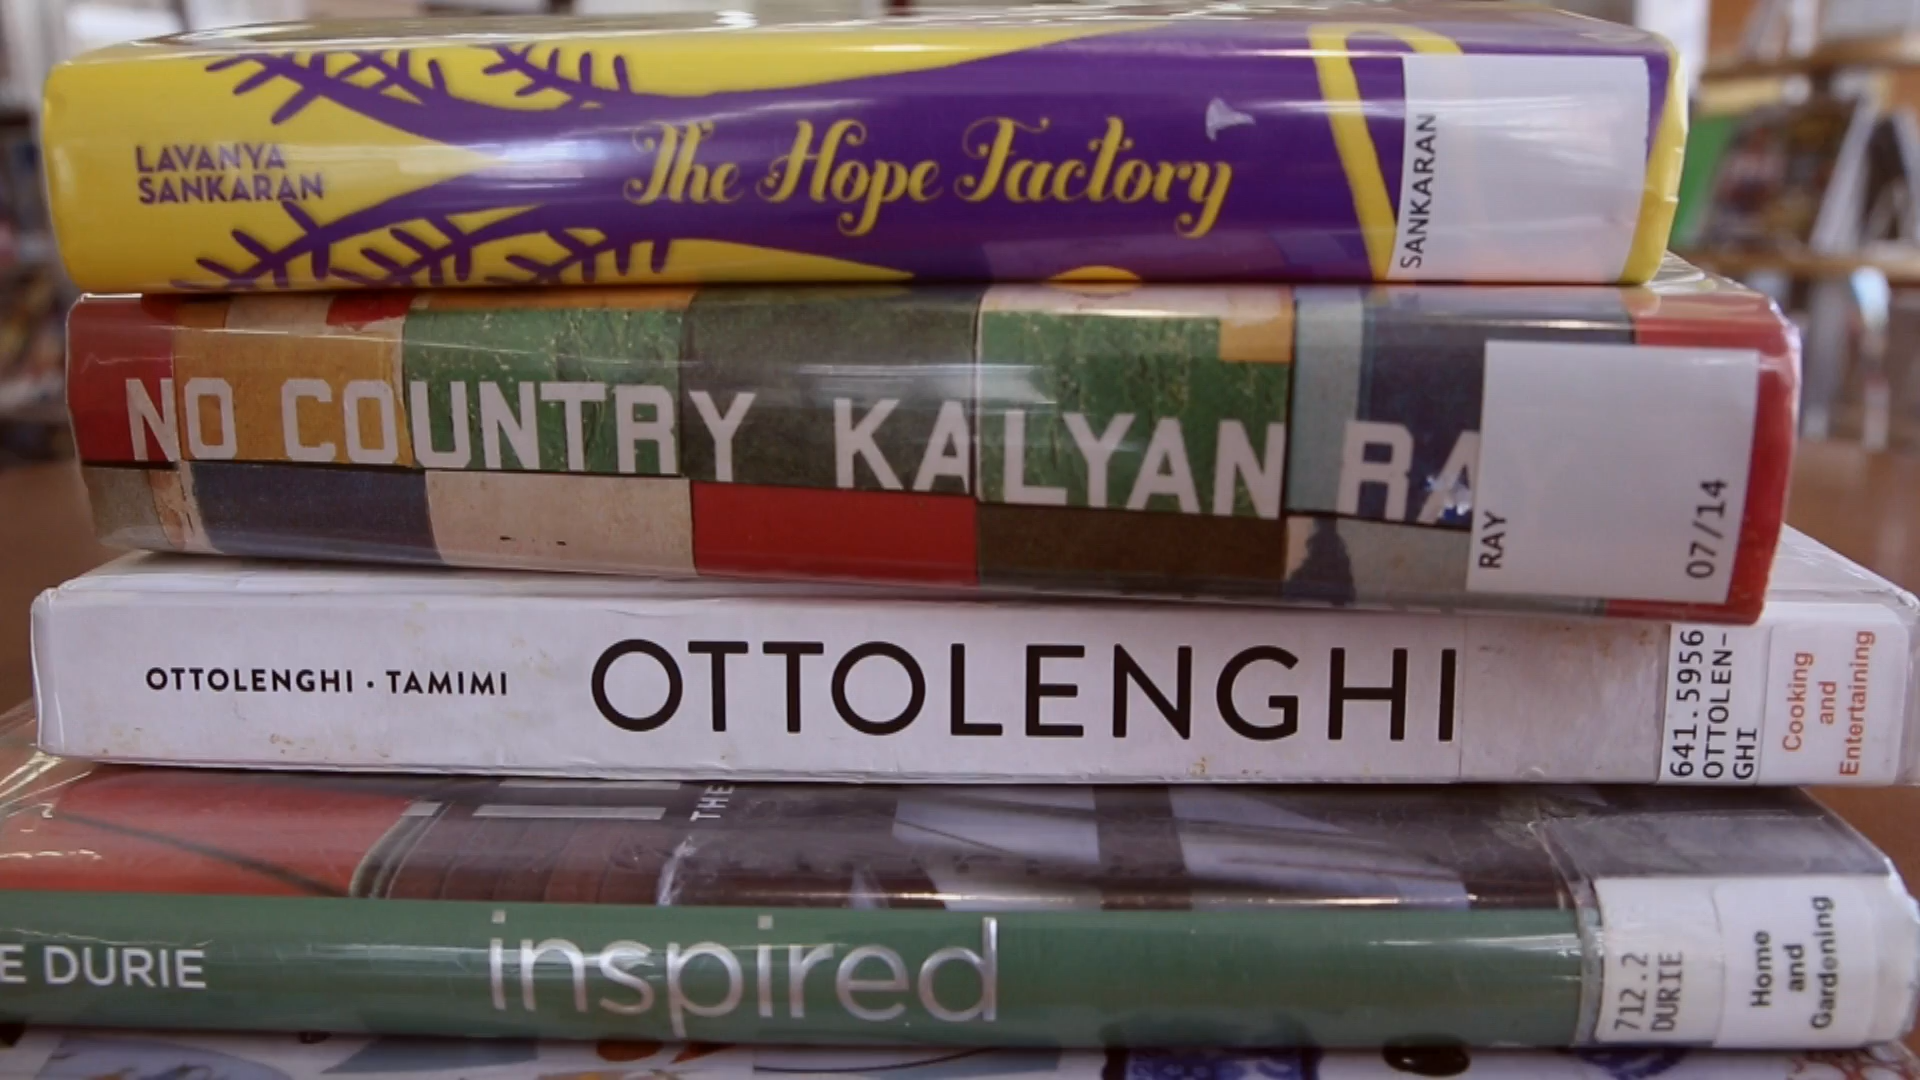 LAVANYA
SANKARAN
The Hope Factory
SANKARAN
NO COUNTRY KALYAN RA
RAY
07/14
OTTOLENGHI · TAMIMI
OTTOLENGHI
641.5956
OTTOLEN-
GHI
Cooking
and
Entertaining
THE
E DURIE
inspired
712.2
DURIE
Home
and
Gardening